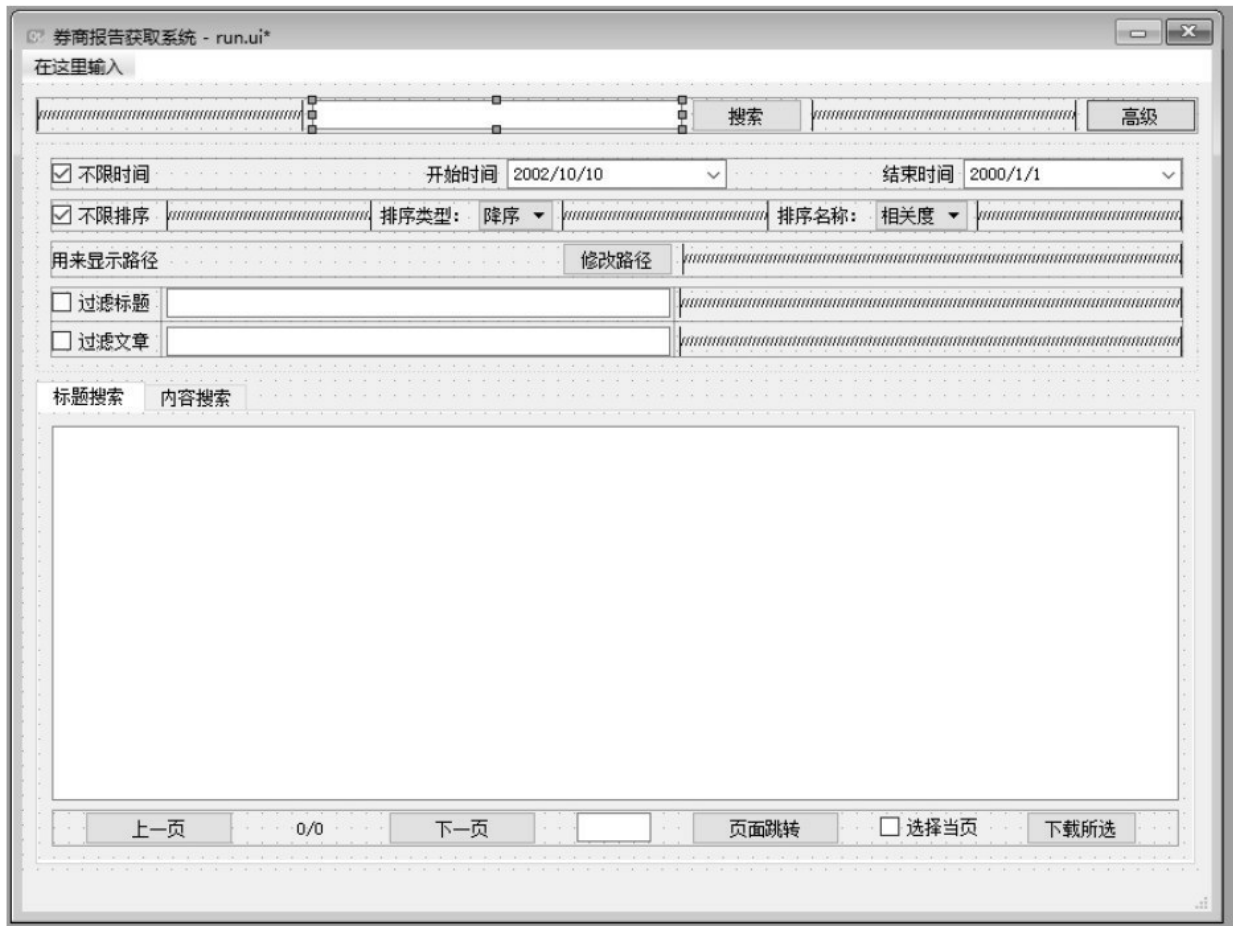 券商报告获取系统 - run.ui*
在这里输入
搜索 高级
不限时间 开始时间 2002/10/10 结束时间 2000/1/1
不限排序 排序类型： 降序 排序名称： 相关度
用来显示路径 修改路径
过滤标题
过滤文章
标题搜索 内容搜索
上一页 0/0 下一页 页面跳转 选择当页 下载所选